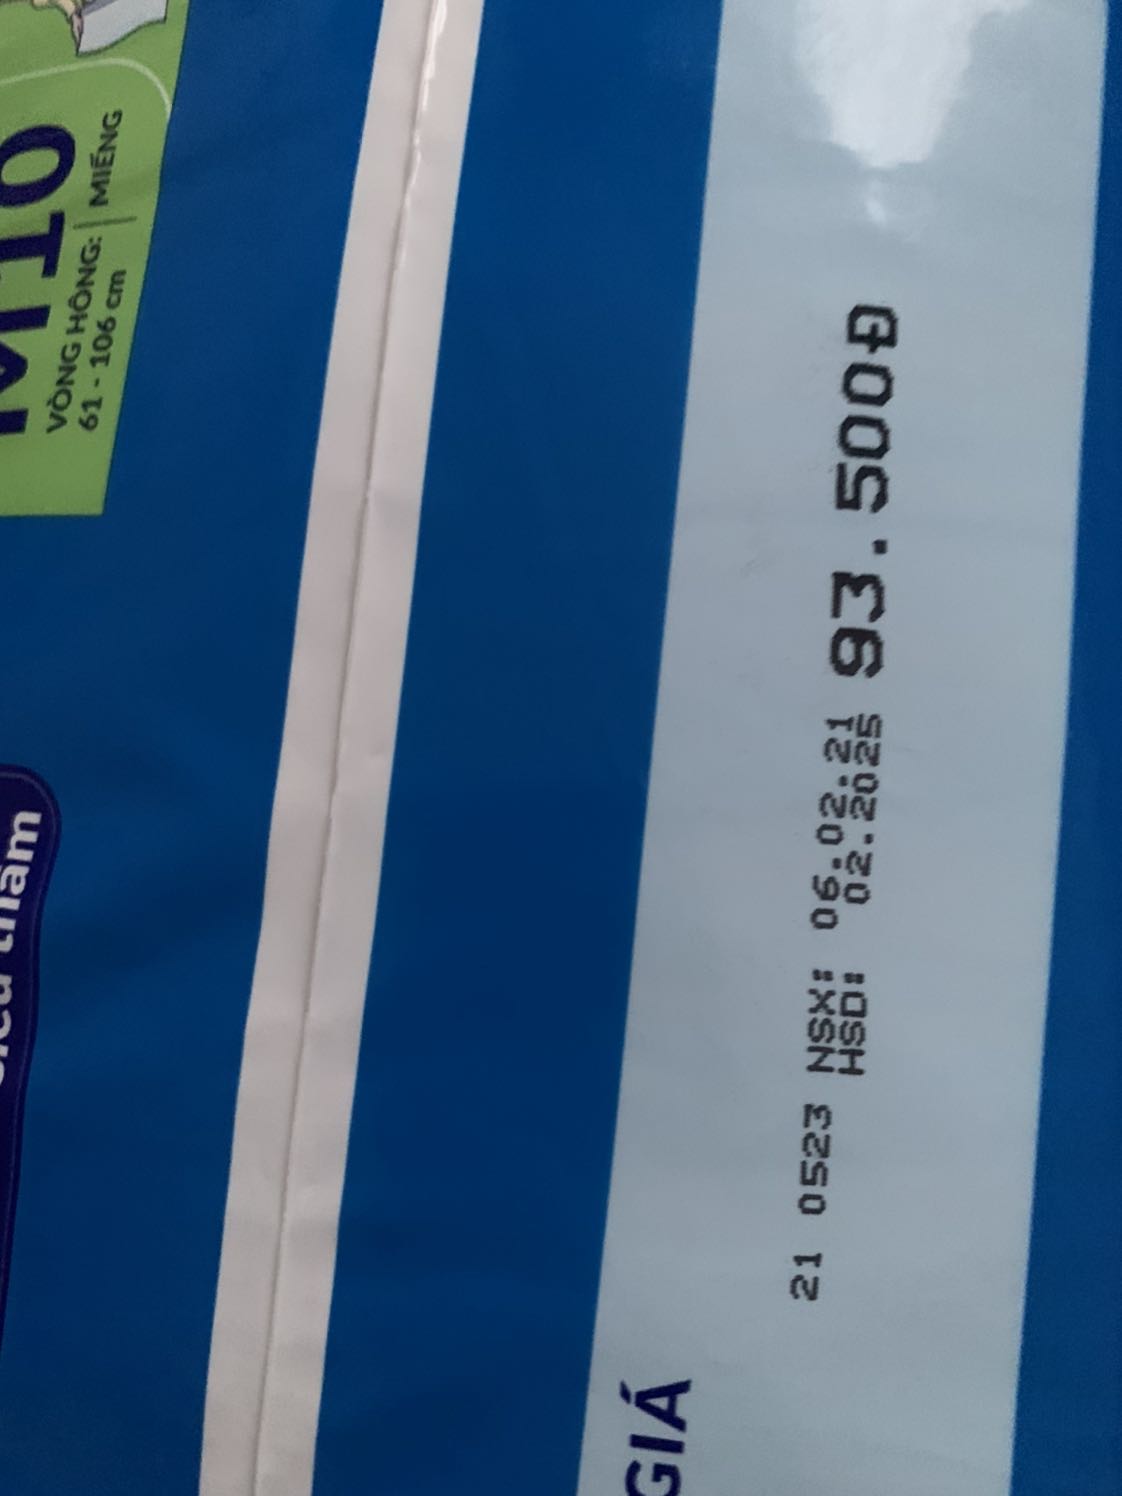 M10
VÒNG HÔNG: | MIẾNG
61 - 106 cm
thấm
21 0523 NSX: 06.02.21 93.500Đ
HSD: 02.2025
GIÁ